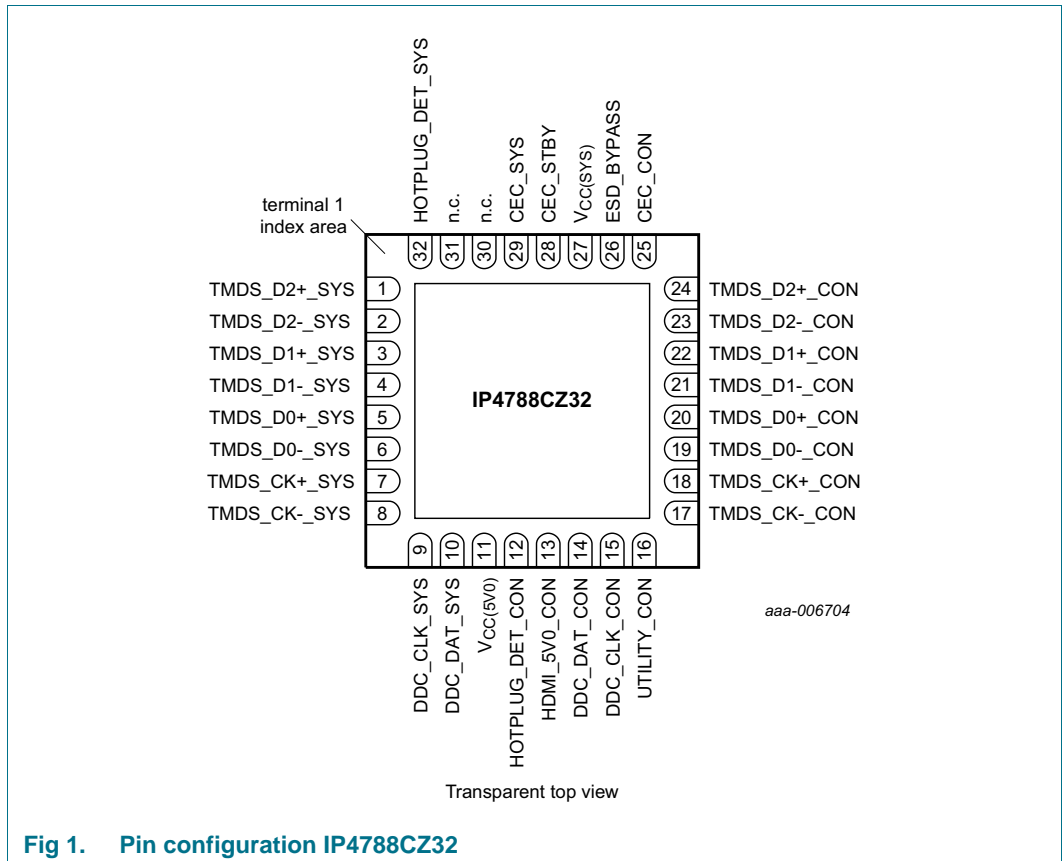 HOTPLUG_DET_SYS
n.c.
n.c.
CEC_SYS
CEC_STBY
VCC(SYS)
ESD_BYPASS
CEC_CON
terminal 1
index area
32 31 30 29 28 27 26 25
TMDS_D2+_SYS 1 24 TMDS_D2+_CON
TMDS_D2-_SYS 2 23 TMDS_D2-_CON
TMDS_D1+_SYS 3 22 TMDS_D1+_CON
TMDS_D1-_SYS 4 21 TMDS_D1-_CON
IP4788CZ32
TMDS_D0+_SYS 5 20 TMDS_D0+_CON
TMDS_D0-_SYS 6 19 TMDS_D0-_CON
TMDS_CK+_SYS 7 18 TMDS_CK+_CON
TMDS_CK-_SYS 8 17 TMDS_CK-_CON
9 10 11 12 13 14 15 16
DDC_CLK_SYS
DDC_DAT_SYS
VCC(5V0)
HOTPLUG_DET_CON
HDMI_5V0_CON
DDC_DAT_CON
DDC_CLK_CON
UTILITY_CON
aaa-006704
Transparent top view
Fig 1. Pin configuration IP4788CZ32